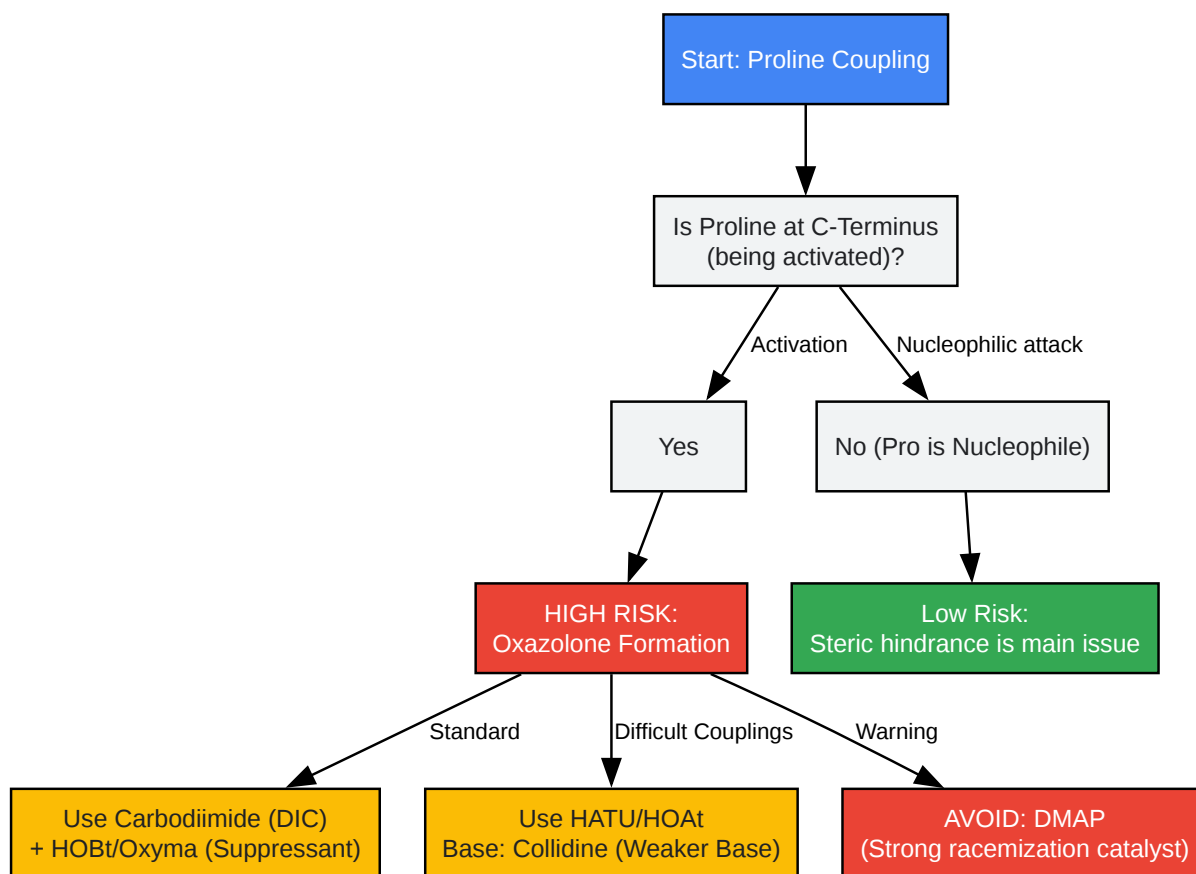 Start: Proline Coupling
Is Proline at C-Terminus
(being activated)?
Activation
Nucleophilic attack
Yes
No (Pro is Nucleophile)
HIGH RISK:
Oxazolone Formation
Low Risk:
Steric hindrance is main issue
Standard
Difficult Couplings
Warning
Use Carbodiimide (DIC)
+ HOBt/Oxyma (Suppressant)
Use HATU/HOAt
Base: Collidine (Weaker Base)
AVOID: DMAP
(Strong racemization catalyst)